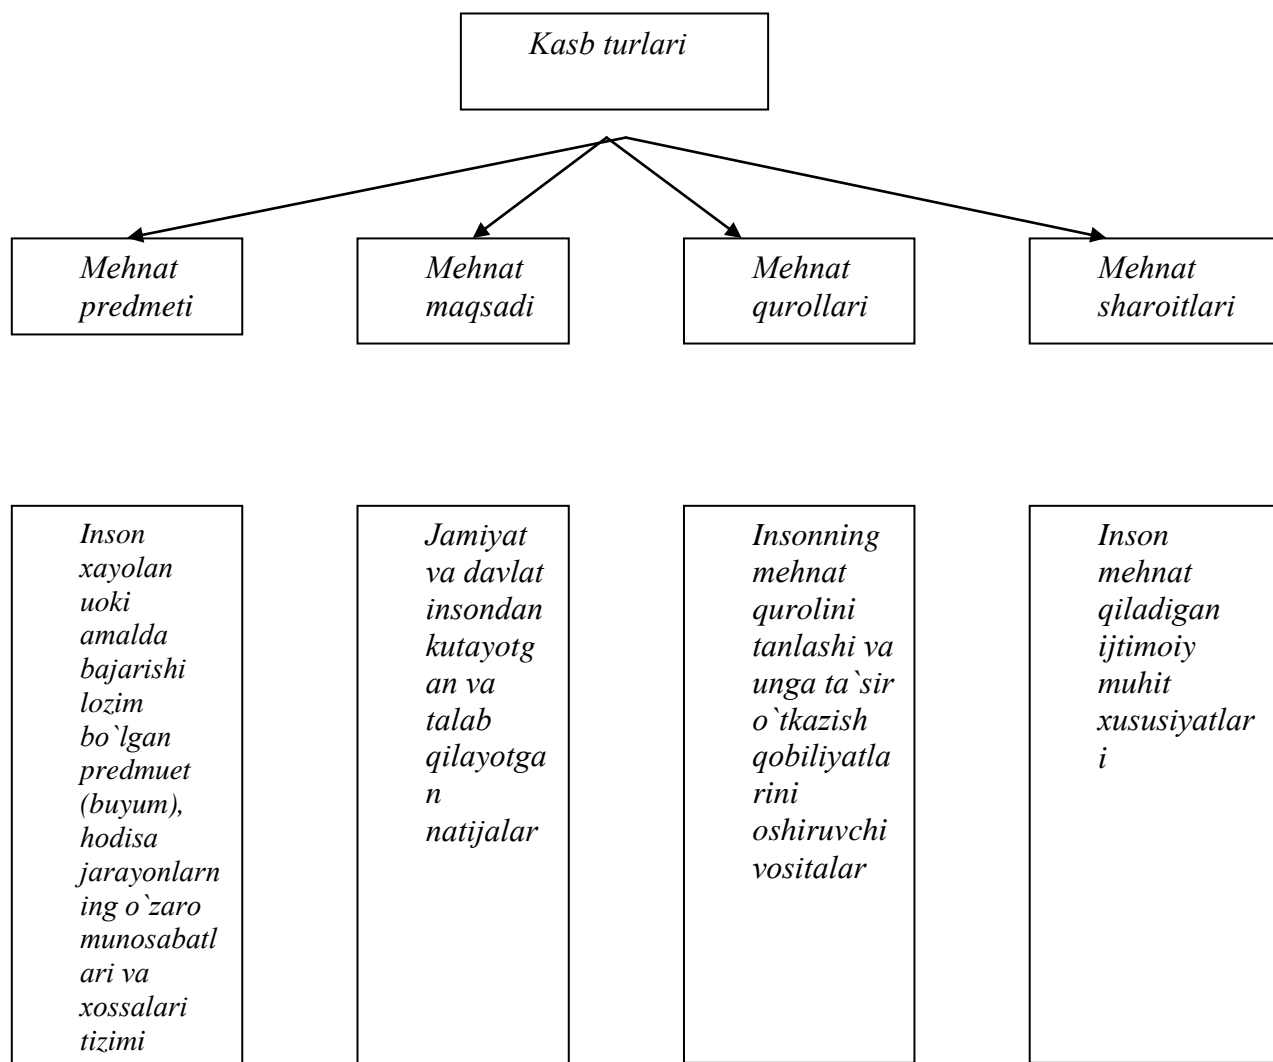 Kasb turlari
Mehnat
predmeti
Mehnat
maqsadi
Mehnat
qurollari
Mehnat
sharoitlari
Inson
xayolan
uoki
amalda
bajarishi
lozim
bo`lgan
predmuet
(buyum),
hodisa
jarayonlarn
ing o`zaro
munosabatl
ari va
xossalari
tizimi
Jamiyat
va davlat
insondan
kutayotg
an va
talab
qilayotga
n
natijalar
Insonning
mehnat
qurolini
tanlashi va
unga ta`sir
o`tkazish
qobiliyatla
rini
oshiruvchi
vositalar
Inson
mehnat
qiladigan
ijtimoiy
muhit
xususiyatlar
i